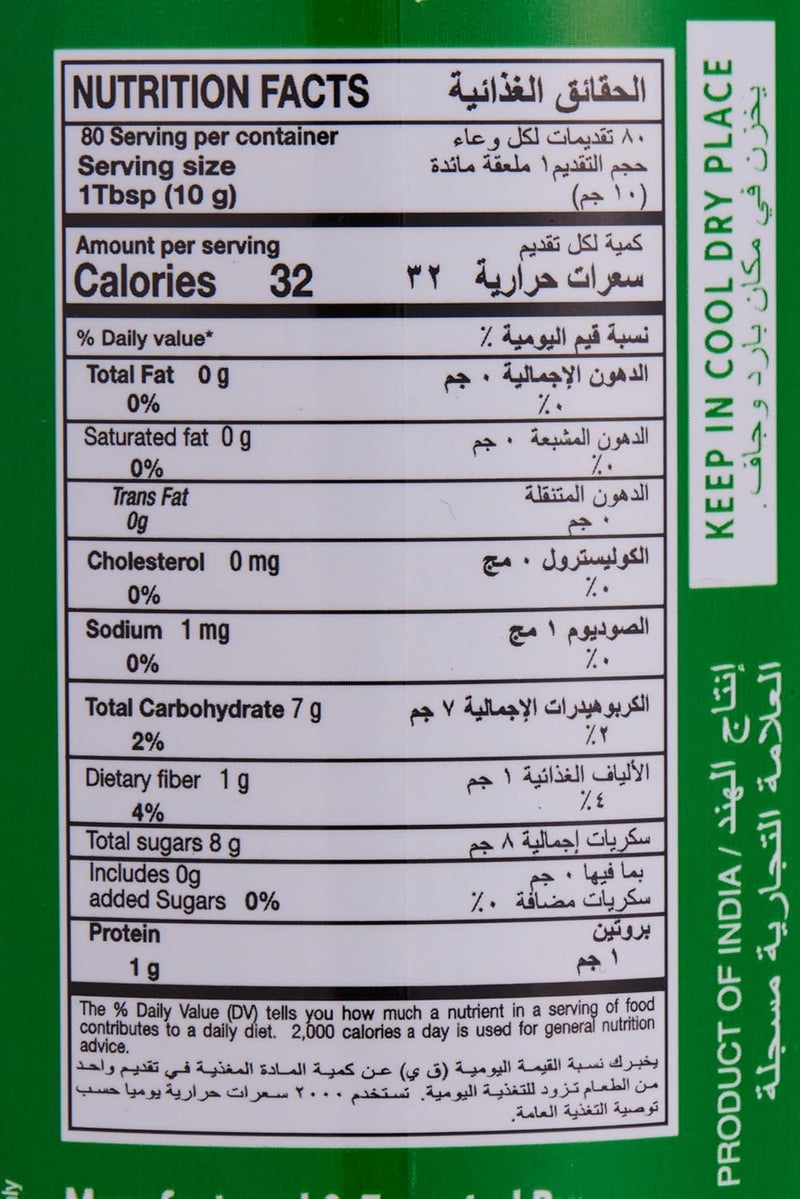 NUTRITION FACTS الحقائق الغذائية
80 Serving per container ٨٠ تقديمات لكل وعاء
Serving size حجم التقديم ١ ملعقة مائدة
1Tbsp (10 g) (١٠ جم)
Amount per serving كمية لكل تقديم
Calories 32 سعرات حرارية ٣٢
% Daily value* نسبة قيم اليومية ٪
Total Fat 0 g الدهون الإجمالية ٠ جم
0% ٠٪
Saturated fat 0 g الدهون المشبعة ٠ جم
0% ٠٪
Trans Fat الدهون المتنقلة
0g ٠ جم
Cholesterol 0 mg الكوليسترول ٠ مج
0% ٠٪
Sodium 1 mg الصوديوم ١ مج
0% ٠٪
Total Carbohydrate 7 g الكربوهيدرات الإجمالية ٧ جم
2% ٢٪
Dietary fiber 1 g الألياف الغذائية ١ جم
4% ٤٪
Total sugars 8 g سكريات إجمالية ٨ جم
Includes 0g بما فيها ٠ جم
added Sugars 0% سكريات مضافة ٠٪
Protein بروتين
1 g ١ جم
The % Daily Value (DV) tells you how much a nutrient in a serving of food
contributes to a daily diet. 2,000 calories a day is used for general nutrition
advice.
يخبرك نسبة القيمة اليومية (ق ي) عن كمية المادة المغذية في تقديم واحد
من الطعام تزود للتغذية اليومية. تستخدم ٢٠٠٠ سعرات حرارية يوميا حسب
توصية التغذية العامة.
KEEP IN COOL DRY PLACE
يخزن في مكان بارد وجاف.
PRODUCT OF INDIA / إنتاج الهند
العلامة التجارية مسجلة